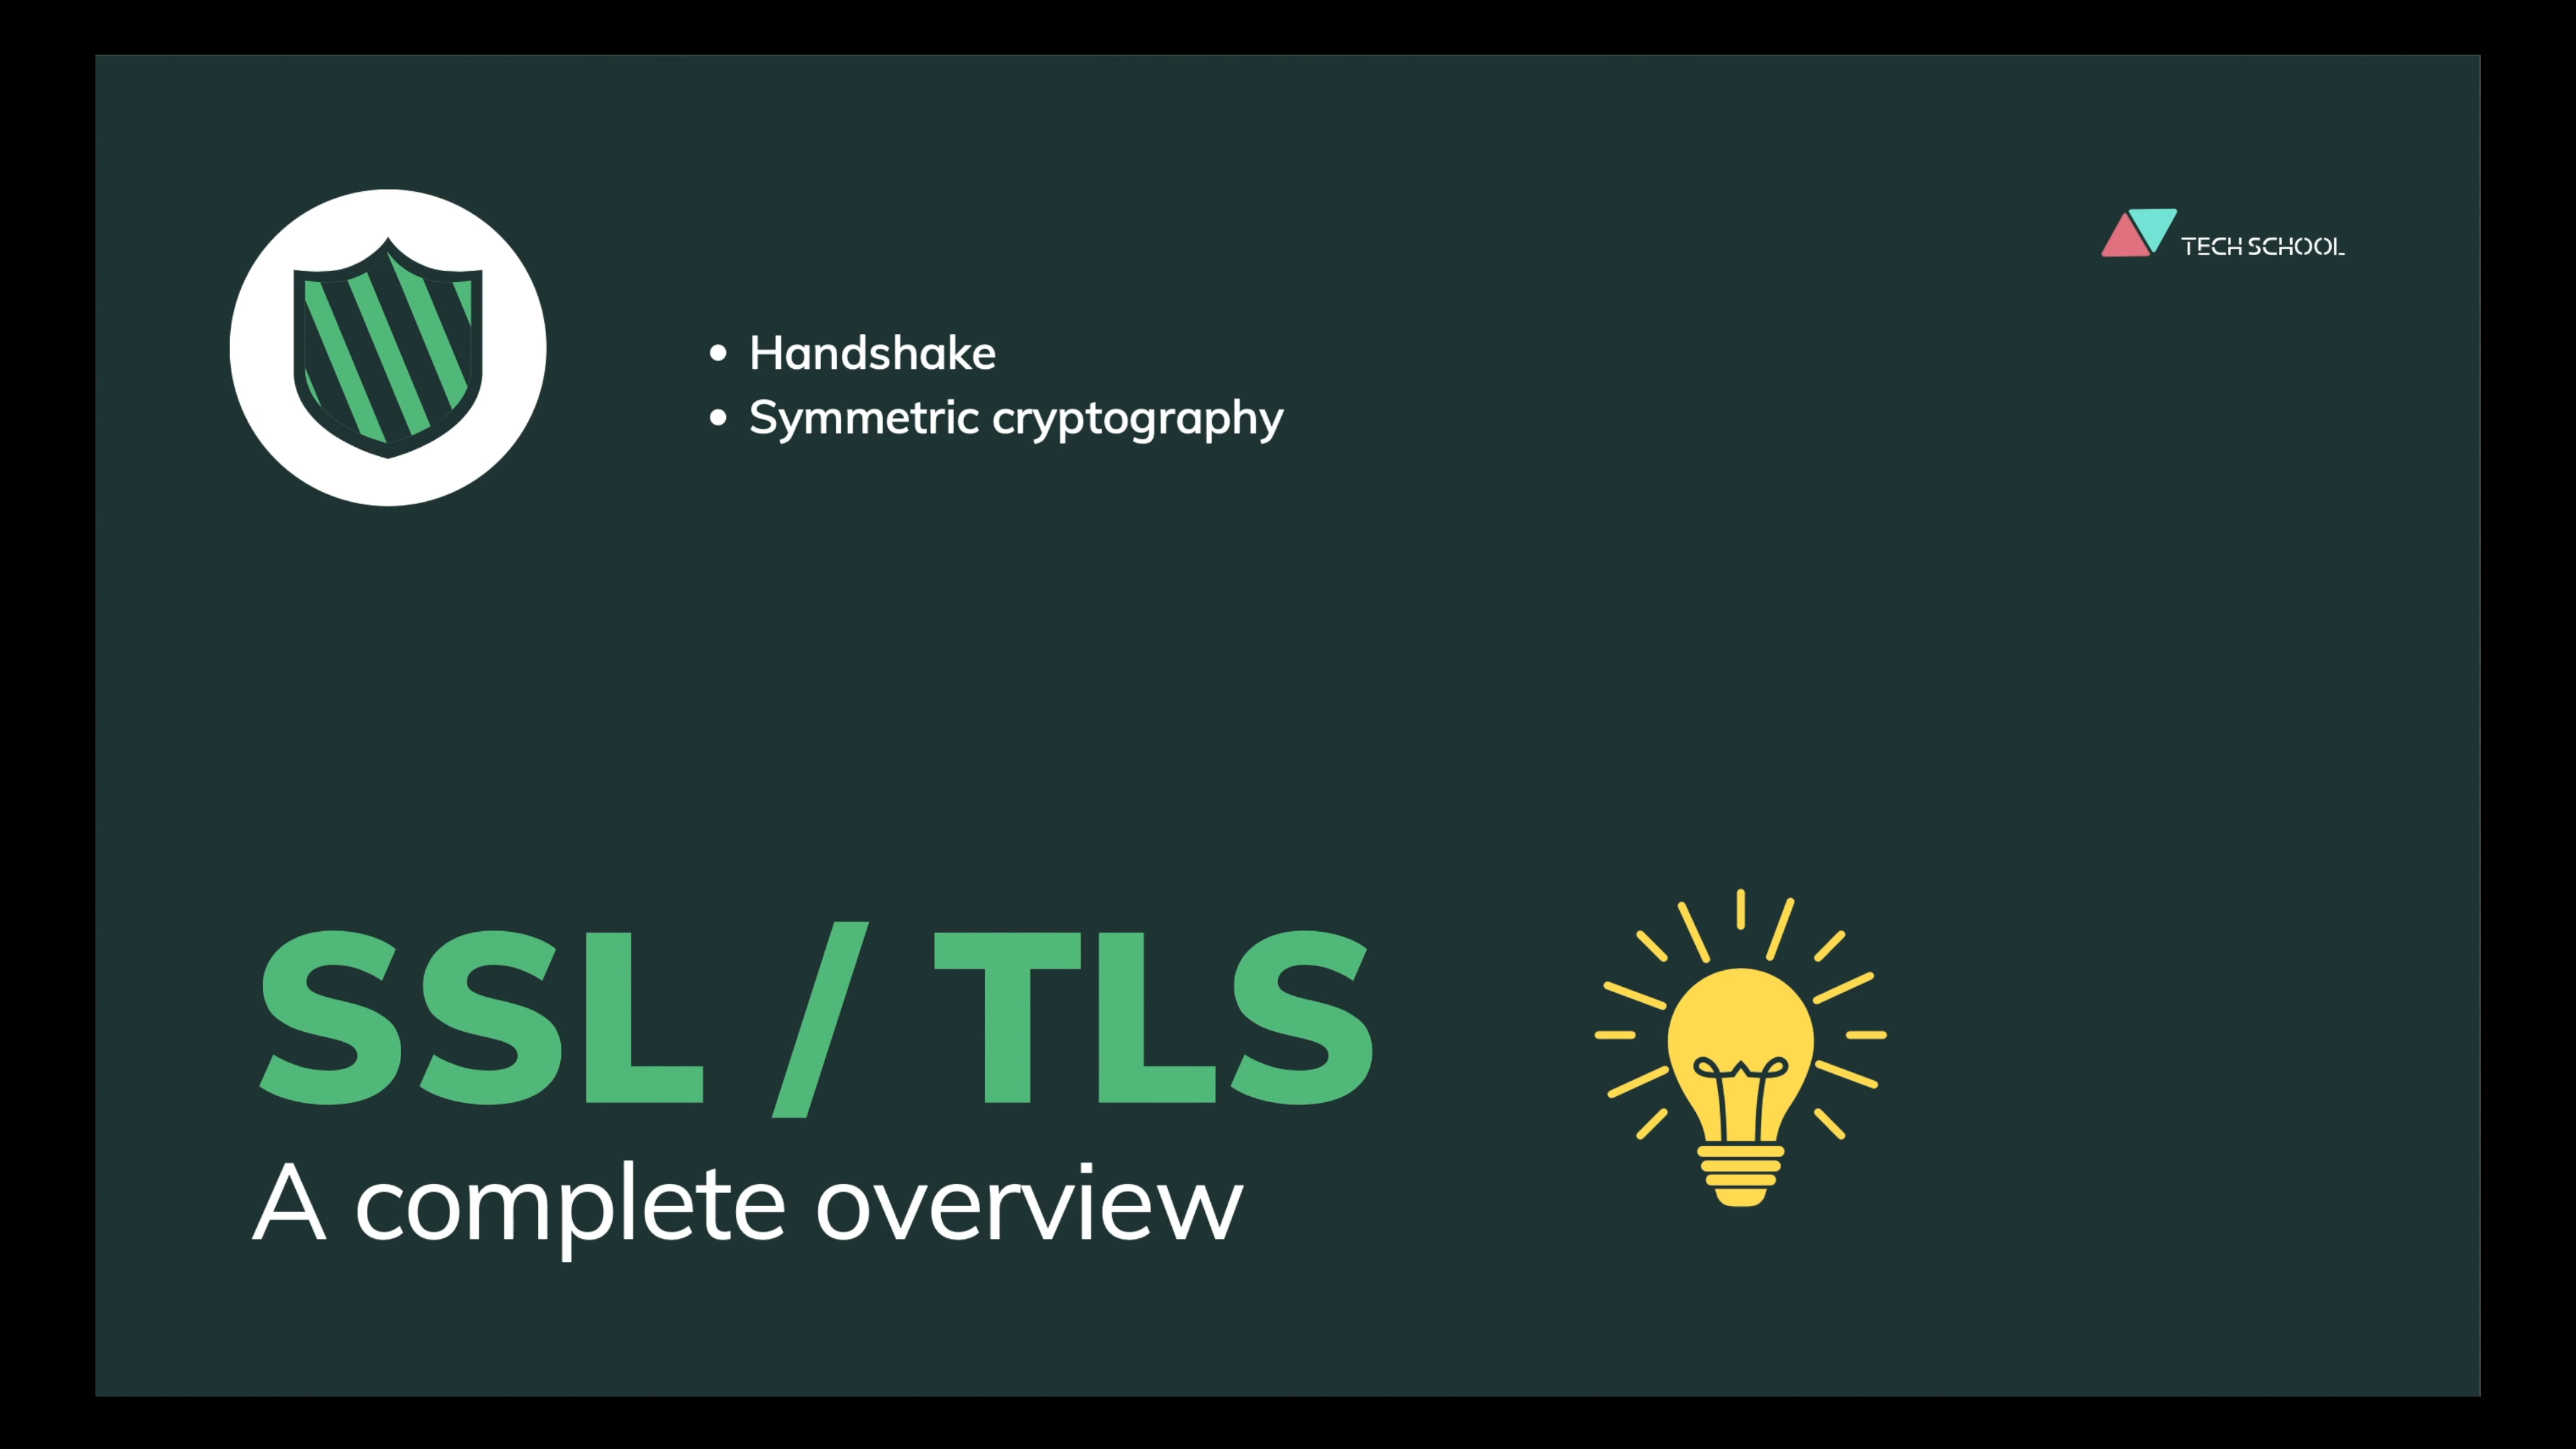 TECH SCHOOL
Handshake
Symmetric cryptography
SSL / TLS
A complete overview